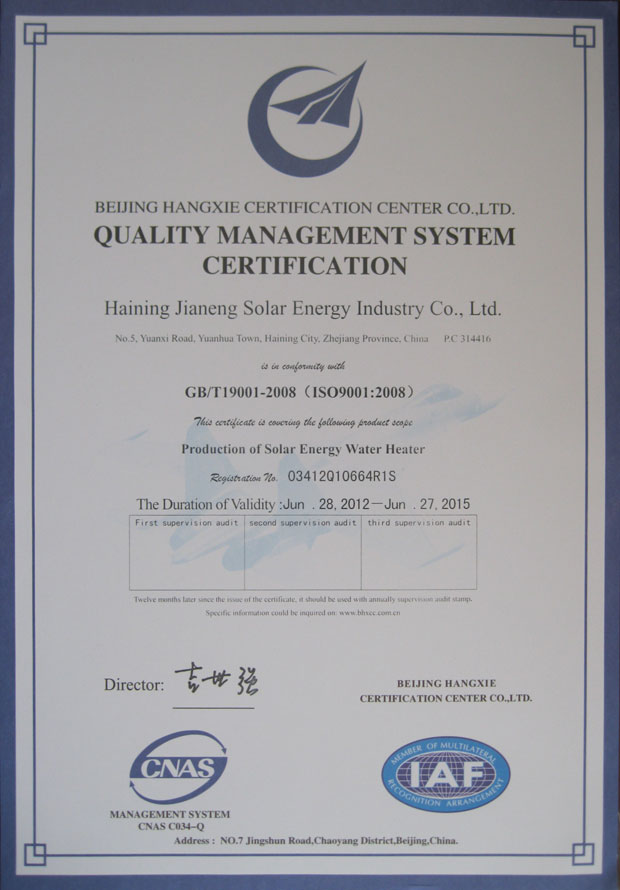 BEIJING HANGXIE CERTIFICATION CENTER CO.,LTD.
QUALITY MANAGEMENT SYSTEM
CERTIFICATION
Haining Jianeng Solar Energy Industry Co., Ltd.
No.5, Yuanxi Road, Yuanhua Town, Haining City, Zhejiang Province, China P.C 314416
is in conformity with
GB/T19001-2008（ISO9001:2008）
This certificate is covering the following product scope
Production of Solar Energy Water Heater
Registration No. 03412Q10664R1S
The Duration of Validity :Jun . 28, 2012—Jun . 27, 2015
First supervision audit second supervision audit third supervision audit
Twelve months later since the issue of the certificate, it should be used with annually supervision audit stamp.
Specific information could be inquired on: www.bhxcc.com.cn
Director: 吉世强
BEIJING HANGXIE
CERTIFICATION CENTER CO.,LTD.
CNAS
MANAGEMENT SYSTEM
CNAS C034-Q
MEMBER OF MULTILATERAL
IAF
RECOGNITION ARRANGEMENT
Address : NO.7 Jingshun Road,Chaoyang District,Beijing,China.